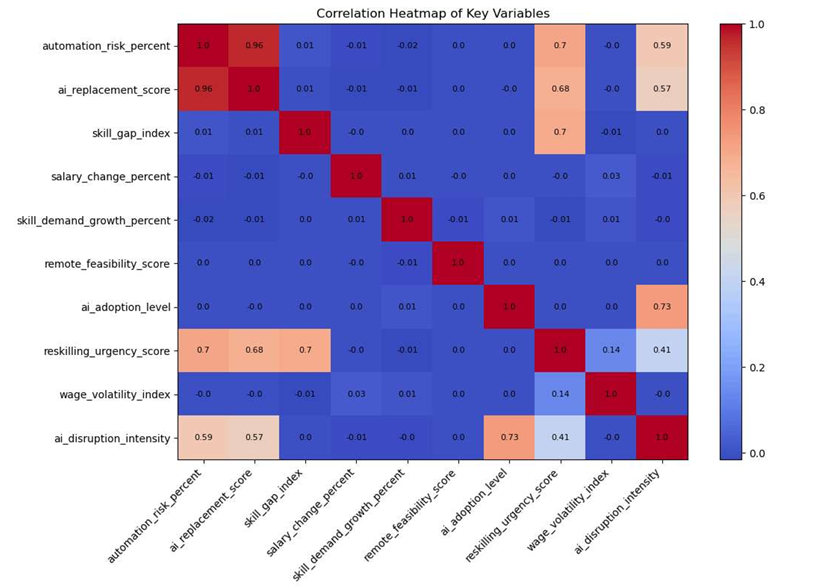 Correlation Heatmap of Key Variables
automation_risk_percent 1.0 0.96 0.01 -0.01 -0.02 0.0 0.0 0.7 -0.0 0.59
ai_replacement_score 0.96 1.0 0.01 -0.01 -0.01 0.0 -0.0 0.68 -0.0 0.57
skill_gap_index 0.01 0.01 1.0 -0.0 0.0 0.0 0.0 0.7 -0.01 0.0
salary_change_percent -0.01 -0.01 -0.0 1.0 0.01 -0.0 0.0 -0.0 0.03 -0.01
skill_demand_growth_percent -0.02 -0.01 0.0 0.01 1.0 -0.01 0.01 -0.01 0.01 -0.0
remote_feasibility_score 0.0 0.0 0.0 -0.0 -0.01 1.0 0.0 0.0 0.0 0.0
ai_adoption_level 0.0 -0.0 0.0 0.0 0.01 0.0 1.0 0.0 0.0 0.73
reskilling_urgency_score 0.7 0.68 0.7 -0.0 -0.01 0.0 0.0 1.0 0.14 0.41
wage_volatility_index -0.0 -0.0 -0.01 0.03 0.01 0.0 0.0 0.14 1.0 -0.0
ai_disruption_intensity 0.59 0.57 0.0 -0.01 -0.0 0.0 0.73 0.41 -0.0 1.0
automation_risk_percent
ai_replacement_score
skill_gap_index
salary_change_percent
skill_demand_growth_percent
remote_feasibility_score
ai_adoption_level
reskilling_urgency_score
wage_volatility_index
ai_disruption_intensity
1.0
0.8
0.6
0.4
0.2
0.0